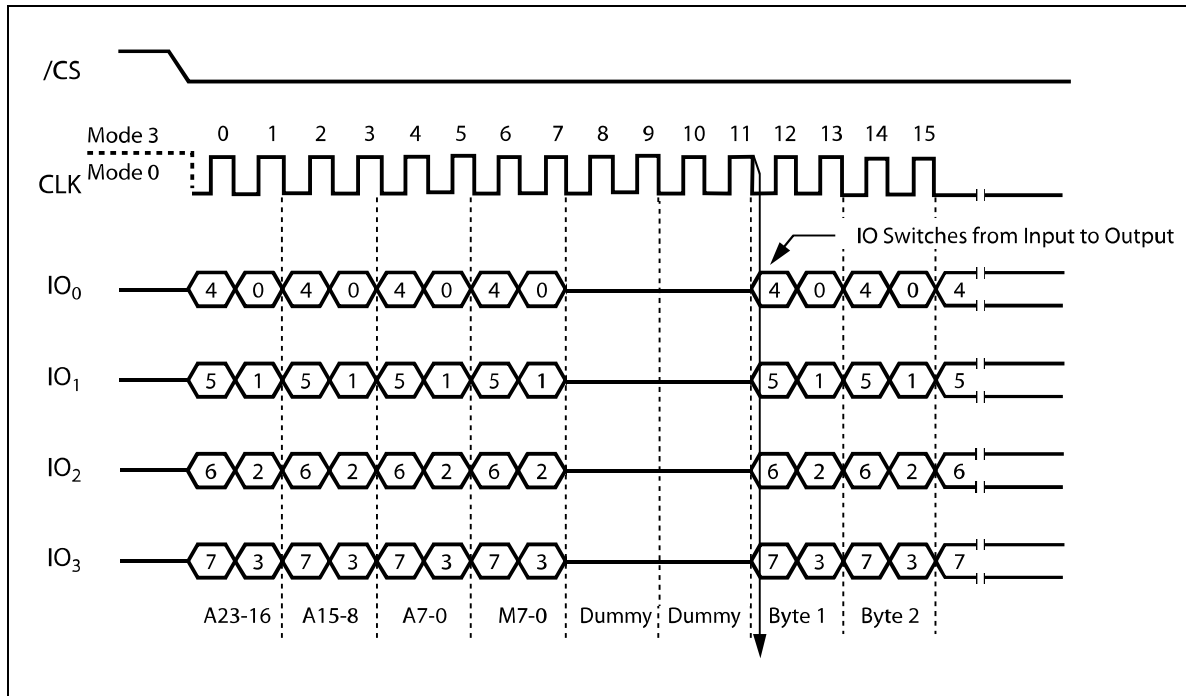 /CS
Mode 3
0 1 2 3 4 5 6 7 8 9 10 11 12 13 14 15
CLK
Mode 0
IO Switches from Input to Output
IO0 4 0 4 0 4 0 4 0 4 0 4 0 4
IO1 5 1 5 1 5 1 5 1 5 1 5 1 5
IO2 6 2 6 2 6 2 6 2 6 2 6 2 6
IO3 7 3 7 3 7 3 7 3 7 3 7 3 7
A23-16 A15-8 A7-0 M7-0 Dummy Dummy Byte 1 Byte 2